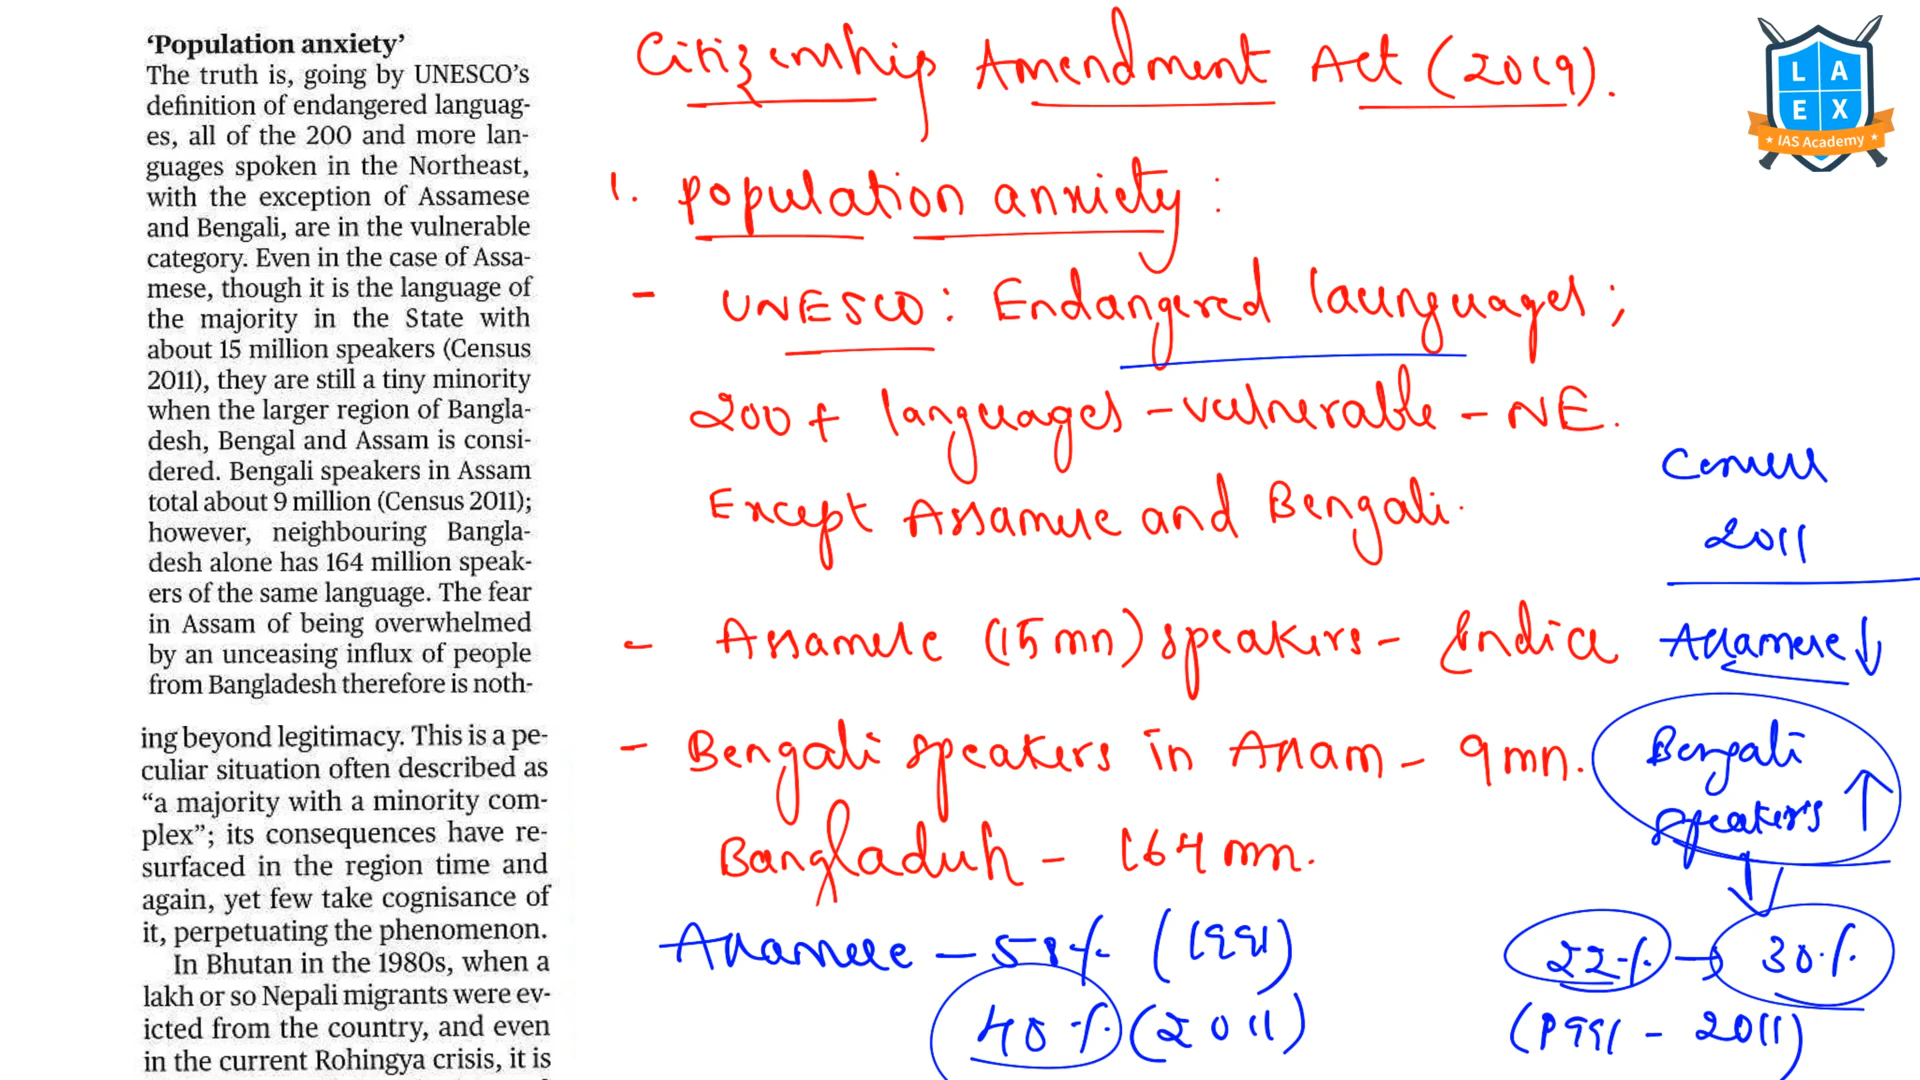 ‘Population anxiety’
The truth is, going by UNESCO’s
definition of endangered languag-
es, all of the 200 and more lan-
guages spoken in the Northeast,
with the exception of Assamese
and Bengali, are in the vulnerable
category. Even in the case of Assa-
mese, though it is the language of
the majority in the State with
about 15 million speakers (Census
2011), they are still a tiny minority
when the larger region of Bangla-
desh, Bengal and Assam is consi-
dered. Bengali speakers in Assam
total about 9 million (Census 2011);
however, neighbouring Bangla-
desh alone has 164 million speak-
ers of the same language. The fear
in Assam of being overwhelmed
by an unceasing influx of people
from Bangladesh therefore is noth-
ing beyond legitimacy. This is a pe-
culiar situation often described as
“a majority with a minority com-
plex”; its consequences have re-
surfaced in the region time and
again, yet few take cognisance of
it, perpetuating the phenomenon.
In Bhutan in the 1980s, when a
lakh or so Nepali migrants were ev-
icted from the country, and even
in the current Rohingya crisis, it is
Citizenship Amendment Act (2019).
1. Population anxiety:
- UNESCO: Endangered launguages;
200+ languages - vulnerable - NE.
Except Assamese and Bengali.
- Assamese (15 mn) speakers - India
- Bengali speakers in Assam - 9 mn.
Bangladesh - 164 mn.
Assamese - 58% (1991)
40% (2011)
Census
2011
Assamese ↓
Bengali
speakers ↑
22% → 30%
(1991 - 2011)
L A
E X
IAS Academy